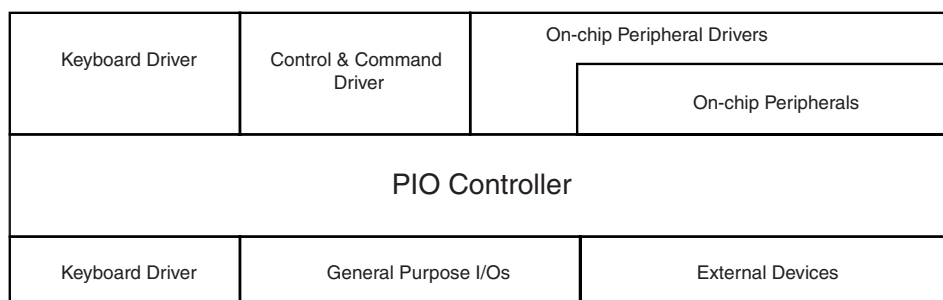 Keyboard Driver
Control & Command
Driver
On-chip Peripheral Drivers
On-chip Peripherals
PIO Controller
Keyboard Driver
General Purpose I/Os
External Devices